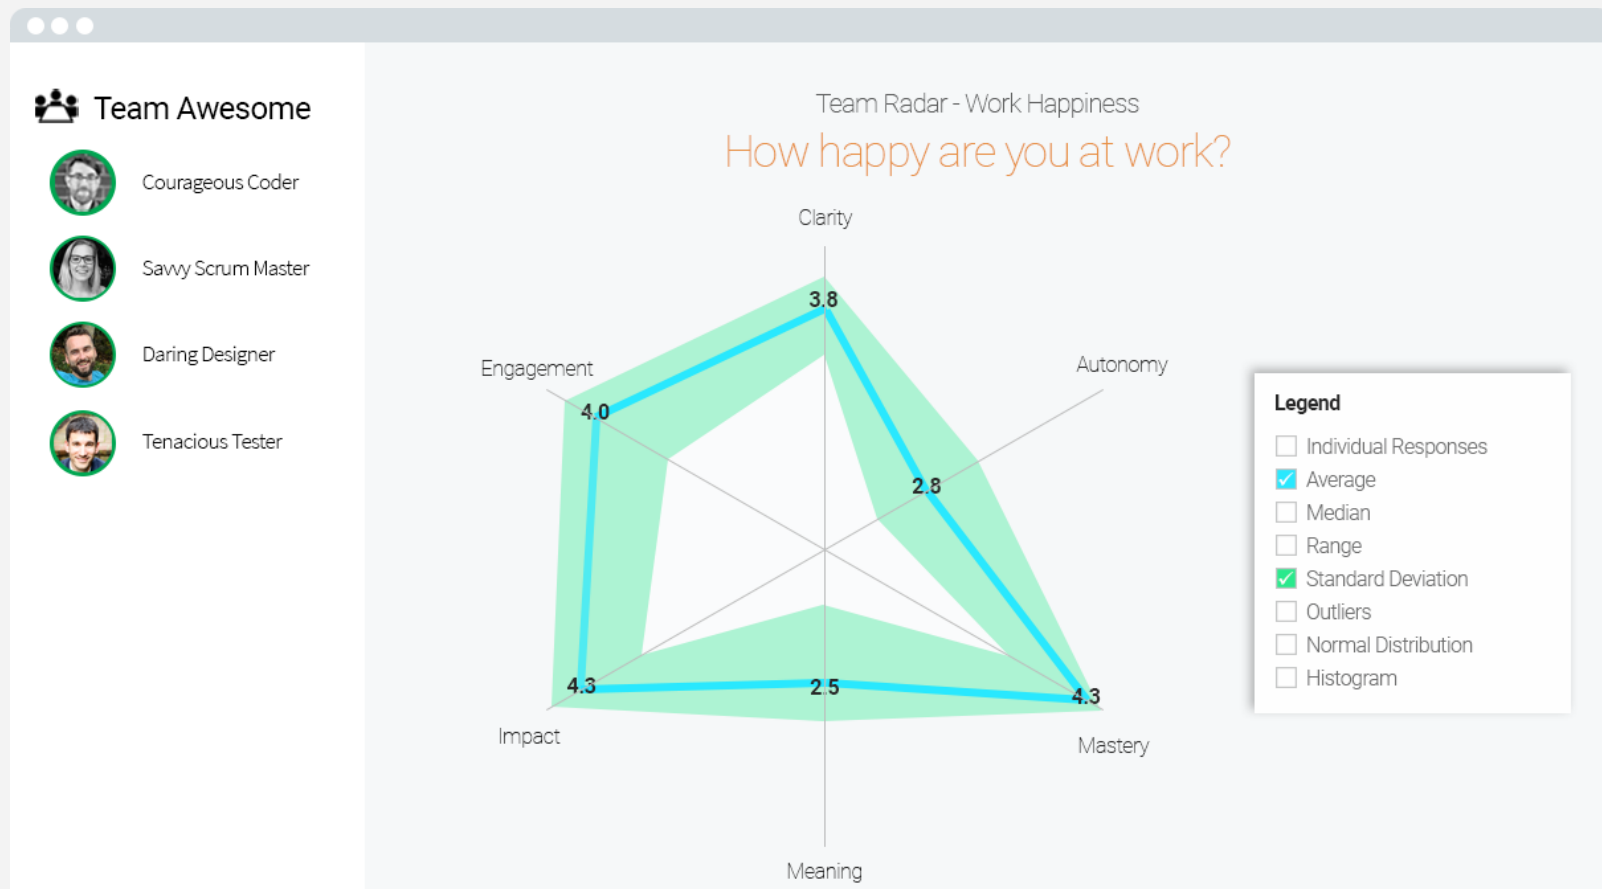 Team Awesome
Courageous Coder
Savvy Scrum Master
Daring Designer
Tenacious Tester
Team Radar - Work Happiness
How happy are you at work?
Clarity
3.8
Engagement
Autonomy
4.0
2.8
4.3
2.5
4.3
Impact
Mastery
Meaning
Legend
Individual Responses
Average
Median
Range
Standard Deviation
Outliers
Normal Distribution
Histogram